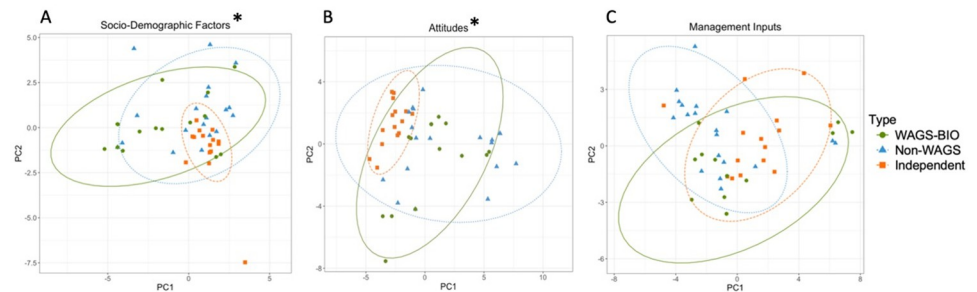 A
Socio-Demographic Factors *
5.0
2.5
0.0
-2.5
-5.0
-7.5
PC2
-5
0
5
PC1
B
Attitudes *
4
0
-4
-8
PC2
-5
0
5
10
PC1
C
Management Inputs
3
0
-3
-6
PC2
-8
-4
0
4
8
PC1
Type
WAGS-BIO
Non-WAGS
Independent